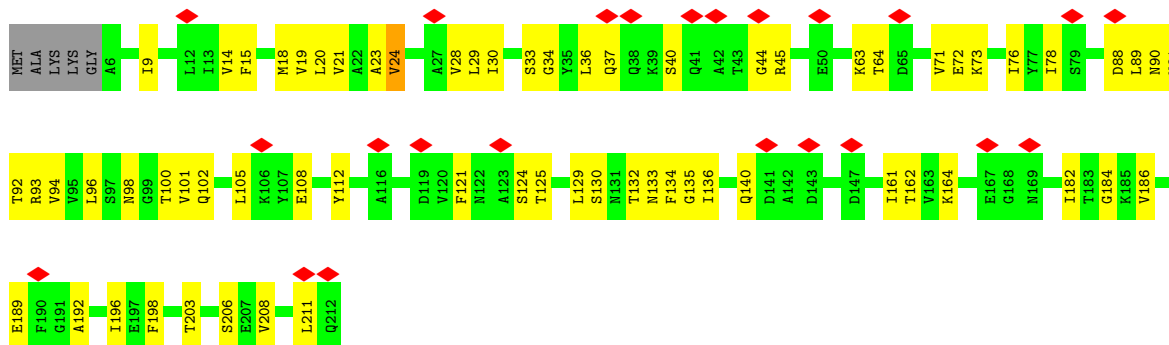 MET ALA LYS LYS GLY A6 I9 L12 I13 V14 F15 M18 V19 L20 V21 A22 A23 V24 A27 V28 L29 I30 S33 G34 Y35 L36 Q37 Q38 K39 S40 Q41 A42 T43 G44 R45 E50 K63 T64 D65 V71 E72 K73 I76 Y77 I78 S79 D88 L89 N90
T92 R93 V94 V95 L96 S97 N98 G99 T100 V101 Q102 L105 K106 Y107 E108 Y112 A116 D119 V120 F121 N122 A123 S124 T125 L129 S130 N131 T132 N133 F134 G135 I136 Q140 D141 A142 D143 D147 I161 T162 V163 K164 E167 G168 N169 I182 T183 G184 K185 V186
E189 F190 G191 A192 I196 E197 F198 T203 S206 E207 V208 L211 Q212